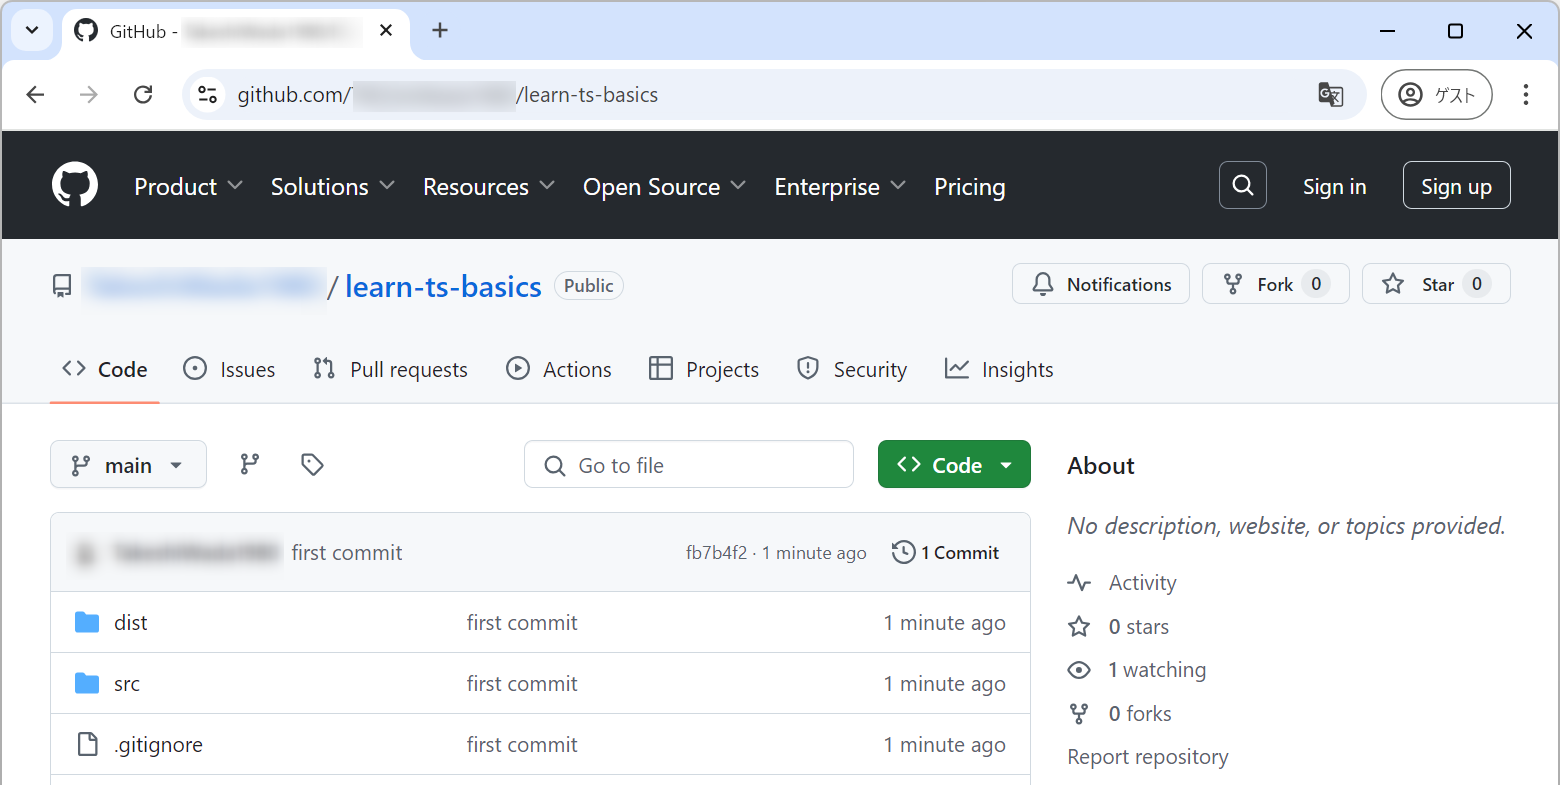 GitHub -
github.com/ /learn-ts-basics
ゲスト
Product Solutions Resources Open Source Enterprise Pricing Sign in Sign up
/ learn-ts-basics Public Notifications Fork 0 Star 0
Code Issues Pull requests Actions Projects Security Insights
main Go to file Code
first commit fb7b4f2 · 1 minute ago 1 Commit
dist first commit 1 minute ago
src first commit 1 minute ago
.gitignore first commit 1 minute ago
About
No description, website, or topics provided.
Activity
0 stars
1 watching
0 forks
Report repository